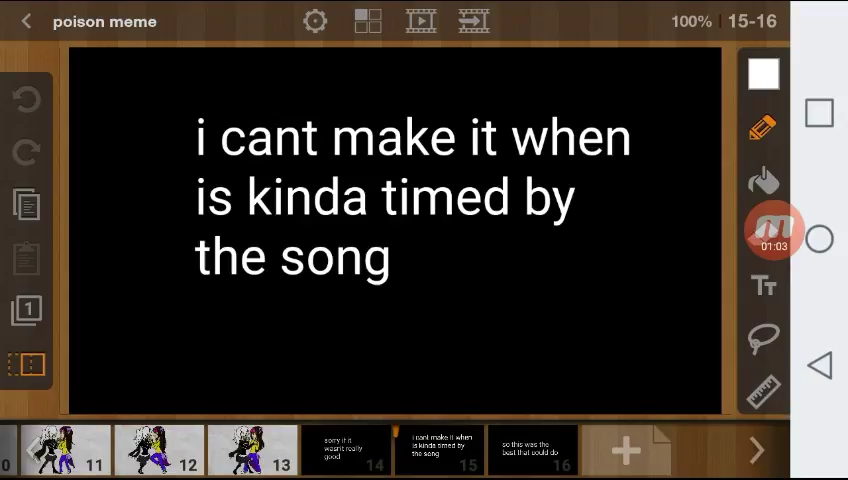 poison meme
100%
15-16
i cant make it when
is kinda timed by
the song
01:03
1
Tt
0
11
12
13
sorry if it
wasnt really
good
14
i cant make it when
is kinda timed by
the song
15
so this was the
best that could do
16